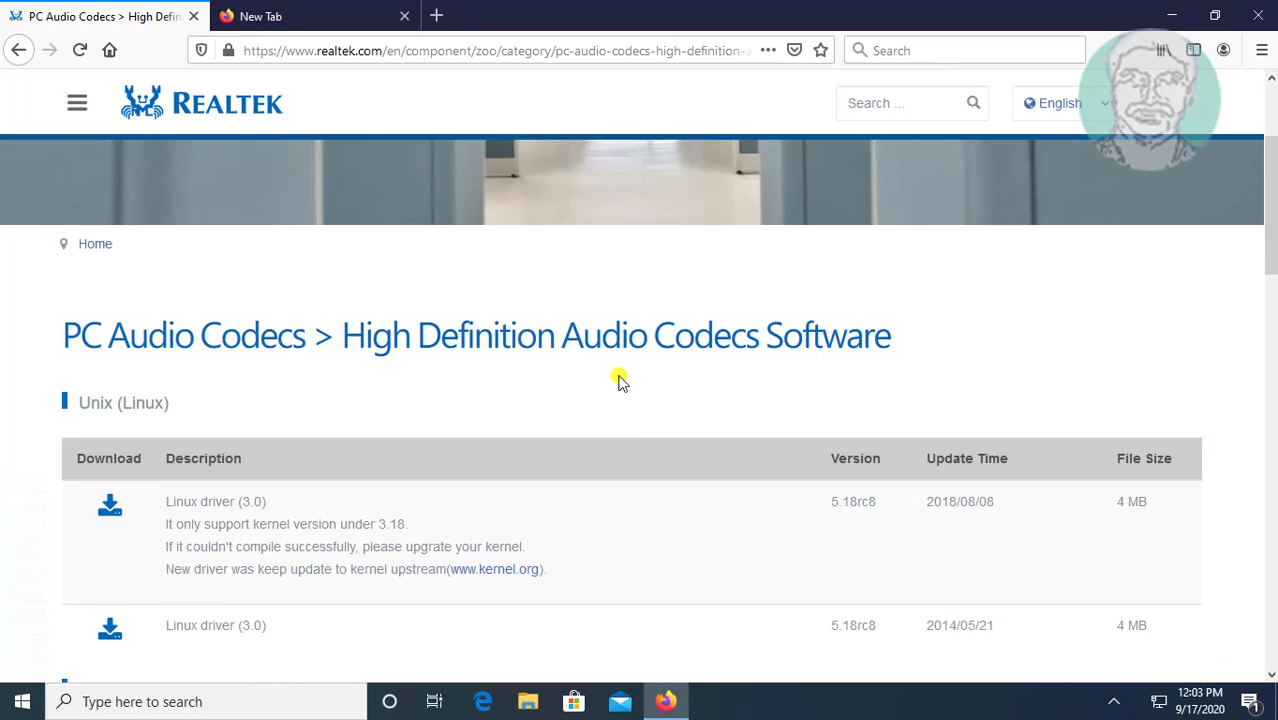 PC Audio Codecs > High Defin
New Tab
https://www.realtek.com/en/component/zoo/category/pc-audio-codecs-high-definition-a
Search
REALTEK
Search ...
English
Home
PC Audio Codecs > High Definition Audio Codecs Software
Unix (Linux)
Download Description Version Update Time File Size
Linux driver (3.0) 5.18rc8 2018/08/08 4 MB
It only support kernel version under 3.18.
If it couldn't compile successfully, please upgrate your kernel.
New driver was keep update to kernel upstream(www.kernel.org).
Linux driver (3.0) 5.18rc8 2014/05/21 4 MB
Type here to search
12:03 PM
9/17/2020
1